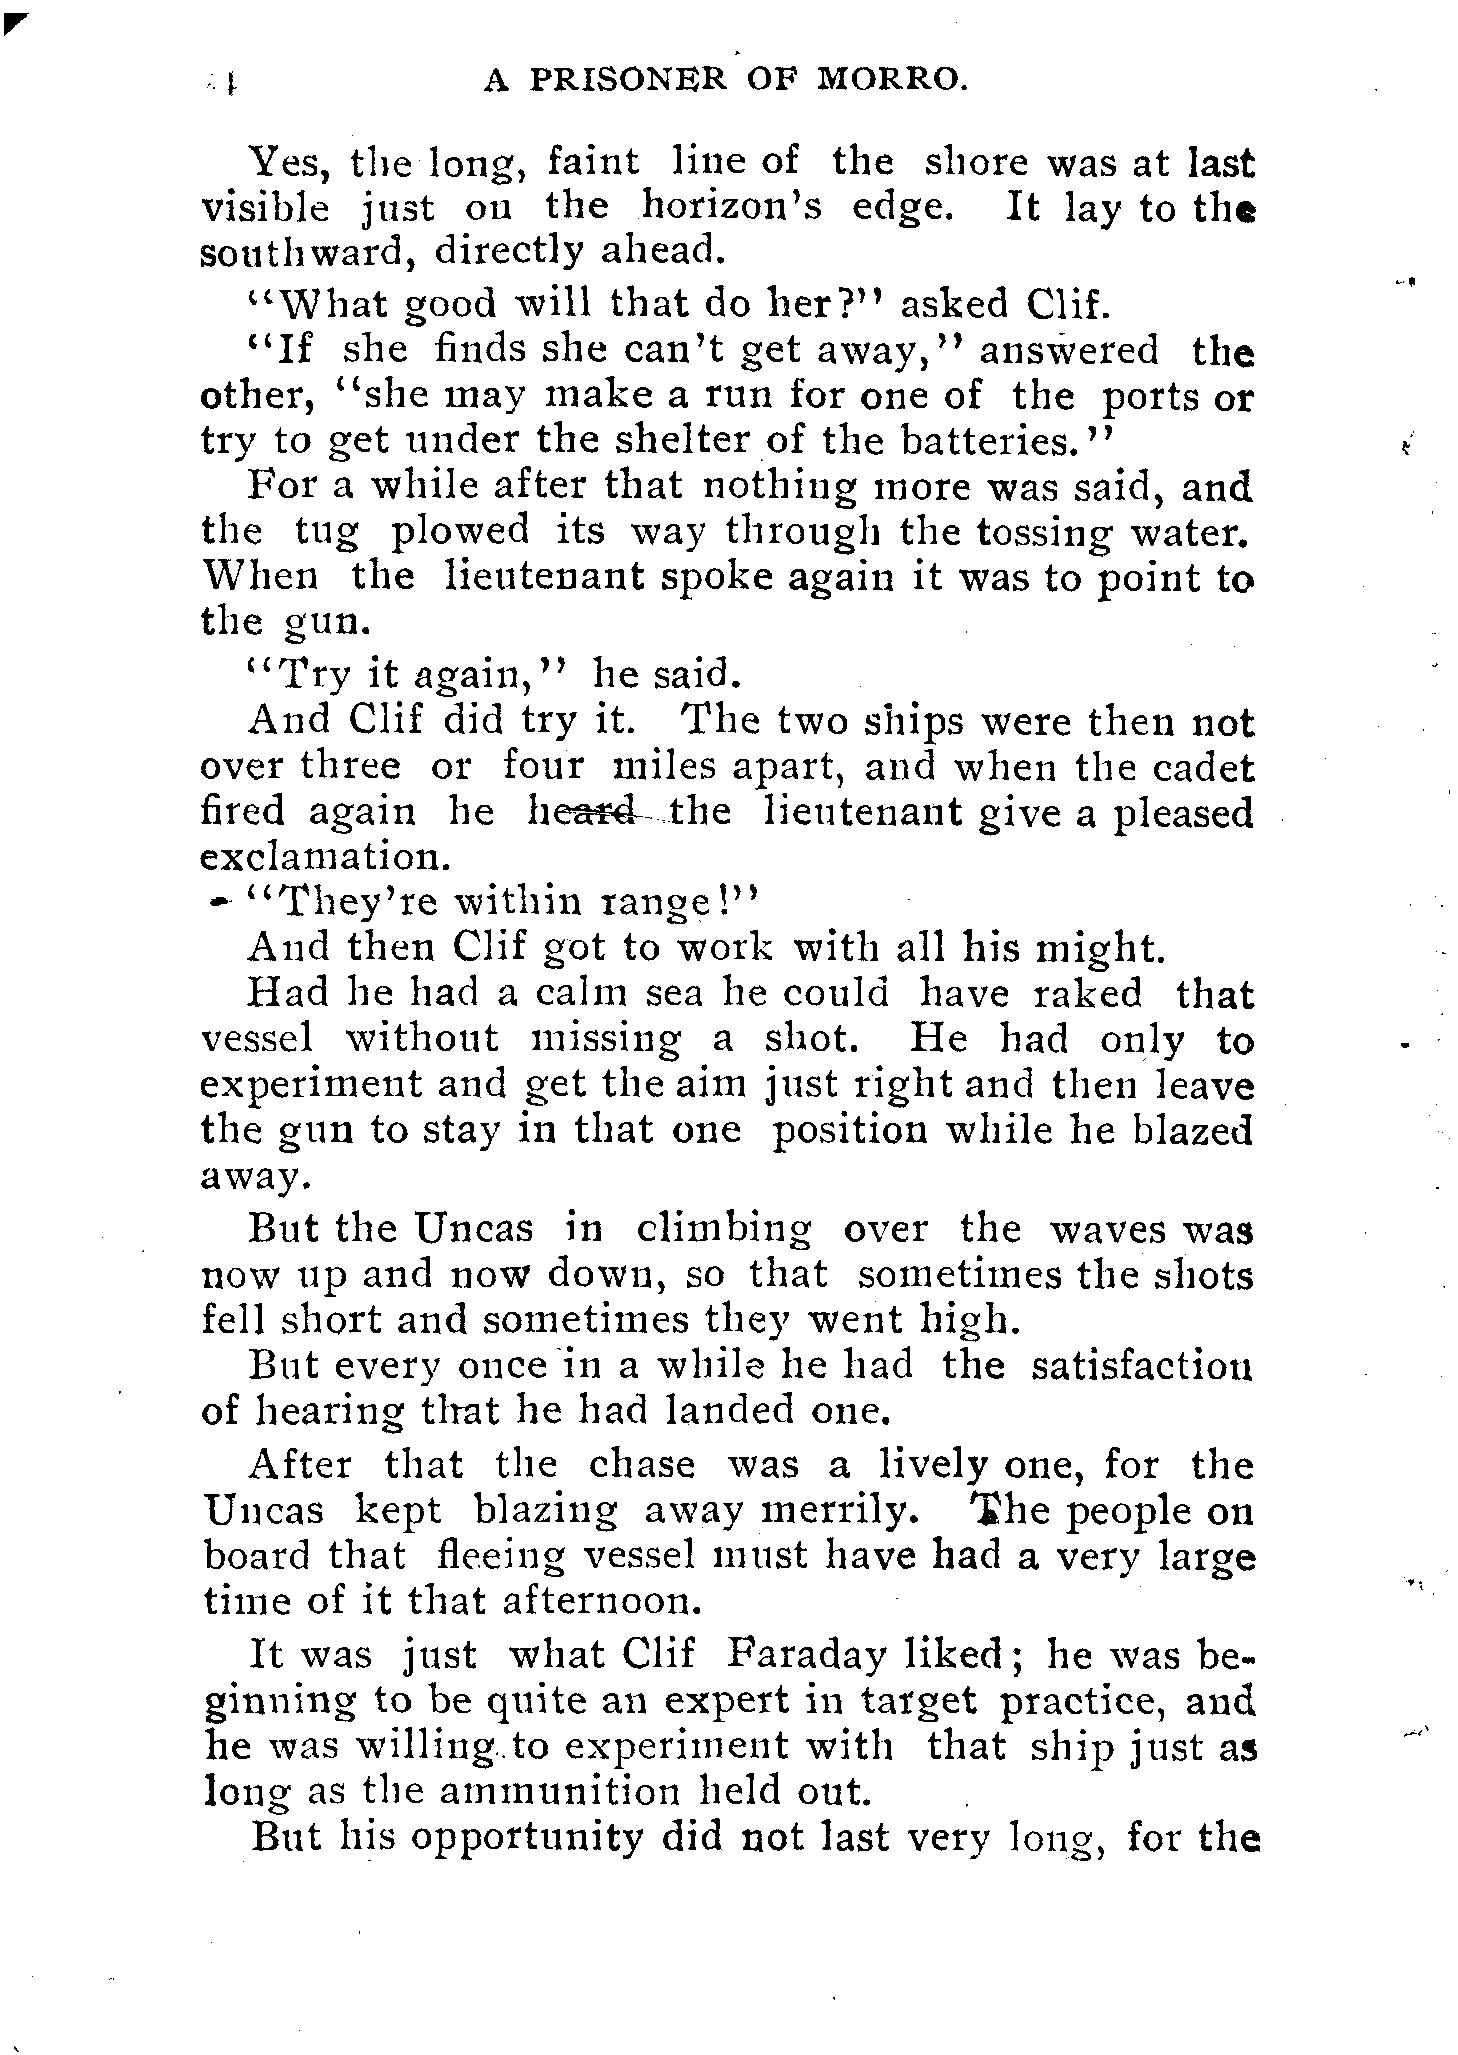 A PRISONER OF MORRO.
Yes, the long, faint line of the shore was at last
visible just on the horizon's edge. It lay to the
southward, directly ahead.
"What good will that do her?" asked Clif.
"If she finds she can't get away," answered the
other, "she may make a run for one of the ports or
try to get under the shelter of the batteries."
For a while after that nothing more was said, and
the tug plowed its way through the tossing water.
When the lieutenant spoke again it was to point to
the gun.
"Try it again," he said.
And Clif did try it. The two ships were then not
over three or four miles apart, and when the cadet
fired again he heard the lieutenant give a pleased
exclamation.
"They're within range!"
And then Clif got to work with all his might.
Had he had a calm sea he could have raked that
vessel without missing a shot. He had only to
experiment and get the aim just right and then leave
the gun to stay in that one position while he blazed
away.
But the Uncas in climbing over the waves was
now up and now down, so that sometimes the shots
fell short and sometimes they went high.
But every once in a while he had the satisfaction
of hearing that he had landed one.
After that the chase was a lively one, for the
Uncas kept blazing away merrily. The people on
board that fleeing vessel must have had a very large
time of it that afternoon.
It was just what Clif Faraday liked; he was be-
ginning to be quite an expert in target practice, and
he was willing to experiment with that ship just as
long as the ammunition held out.
But his opportunity did not last very long, for the